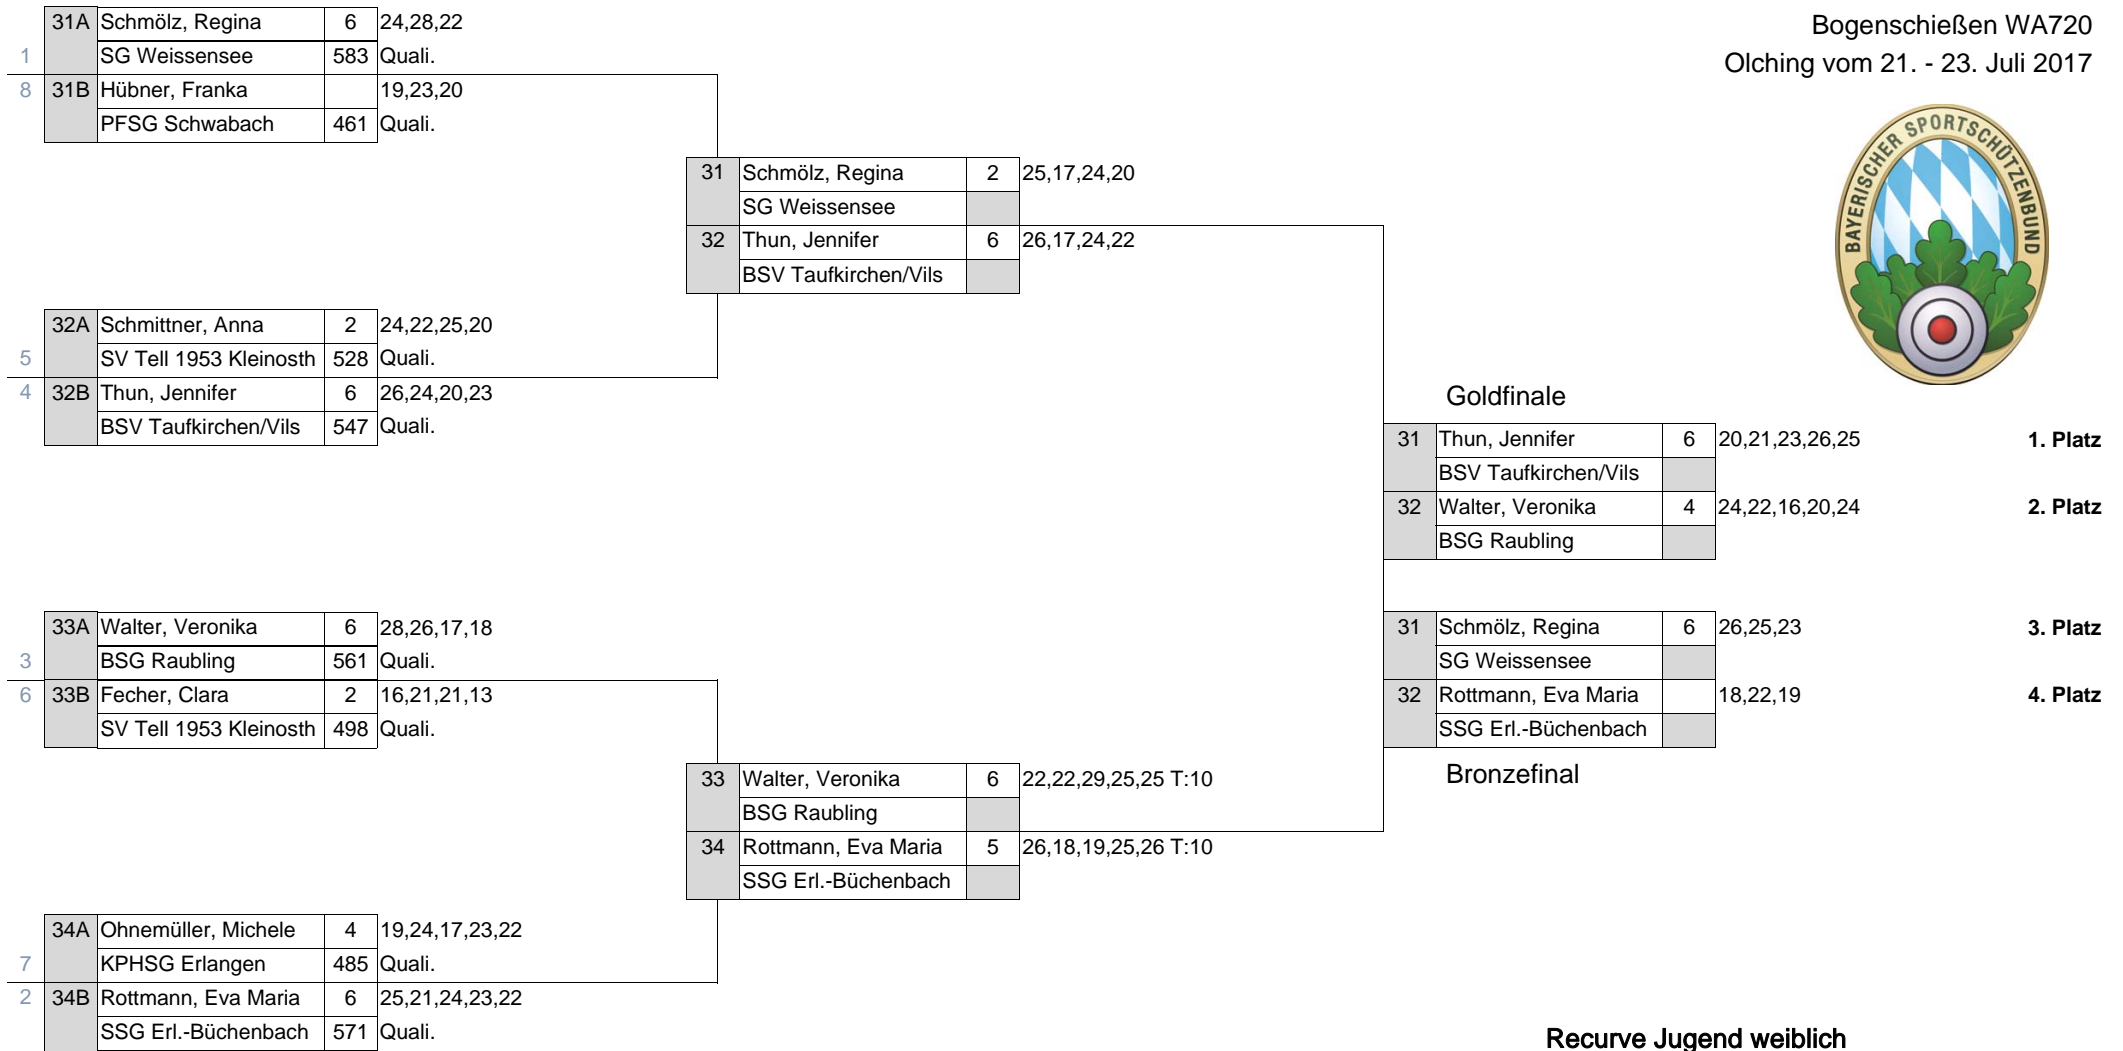 Bogenschießen WA720
Olching vom 21. - 23. Juli 2017
BAYERISCHER SPORTSCHÜTZENBUND
31A Schmölz, Regina 6 24,28,22
1 SG Weissensee 583 Quali.
8 31B Hübner, Franka 19,23,20
PFSG Schwabach 461 Quali.
31 Schmölz, Regina 2 25,17,24,20
SG Weissensee
32 Thun, Jennifer 6 26,17,24,22
BSV Taufkirchen/Vils
32A Schmittner, Anna 2 24,22,25,20
5 SV Tell 1953 Kleinosth 528 Quali.
4 32B Thun, Jennifer 6 26,24,20,23
BSV Taufkirchen/Vils 547 Quali.
Goldfinale
31 Thun, Jennifer 6 20,21,23,26,25 1. Platz
BSV Taufkirchen/Vils
32 Walter, Veronika 4 24,22,16,20,24 2. Platz
BSG Raubling
33A Walter, Veronika 6 28,26,17,18
3 BSG Raubling 561 Quali.
6 33B Fecher, Clara 2 16,21,21,13
SV Tell 1953 Kleinosth 498 Quali.
31 Schmölz, Regina 6 26,25,23 3. Platz
SG Weissensee
32 Rottmann, Eva Maria 18,22,19 4. Platz
SSG Erl.-Büchenbach
Bronzefinal
33 Walter, Veronika 6 22,22,29,25,25 T:10
BSG Raubling
34 Rottmann, Eva Maria 5 26,18,19,25,26 T:10
SSG Erl.-Büchenbach
34A Ohnemüller, Michele 4 19,24,17,23,22
7 KPHSG Erlangen 485 Quali.
2 34B Rottmann, Eva Maria 6 25,21,24,23,22
SSG Erl.-Büchenbach 571 Quali.
Recurve Jugend weiblich